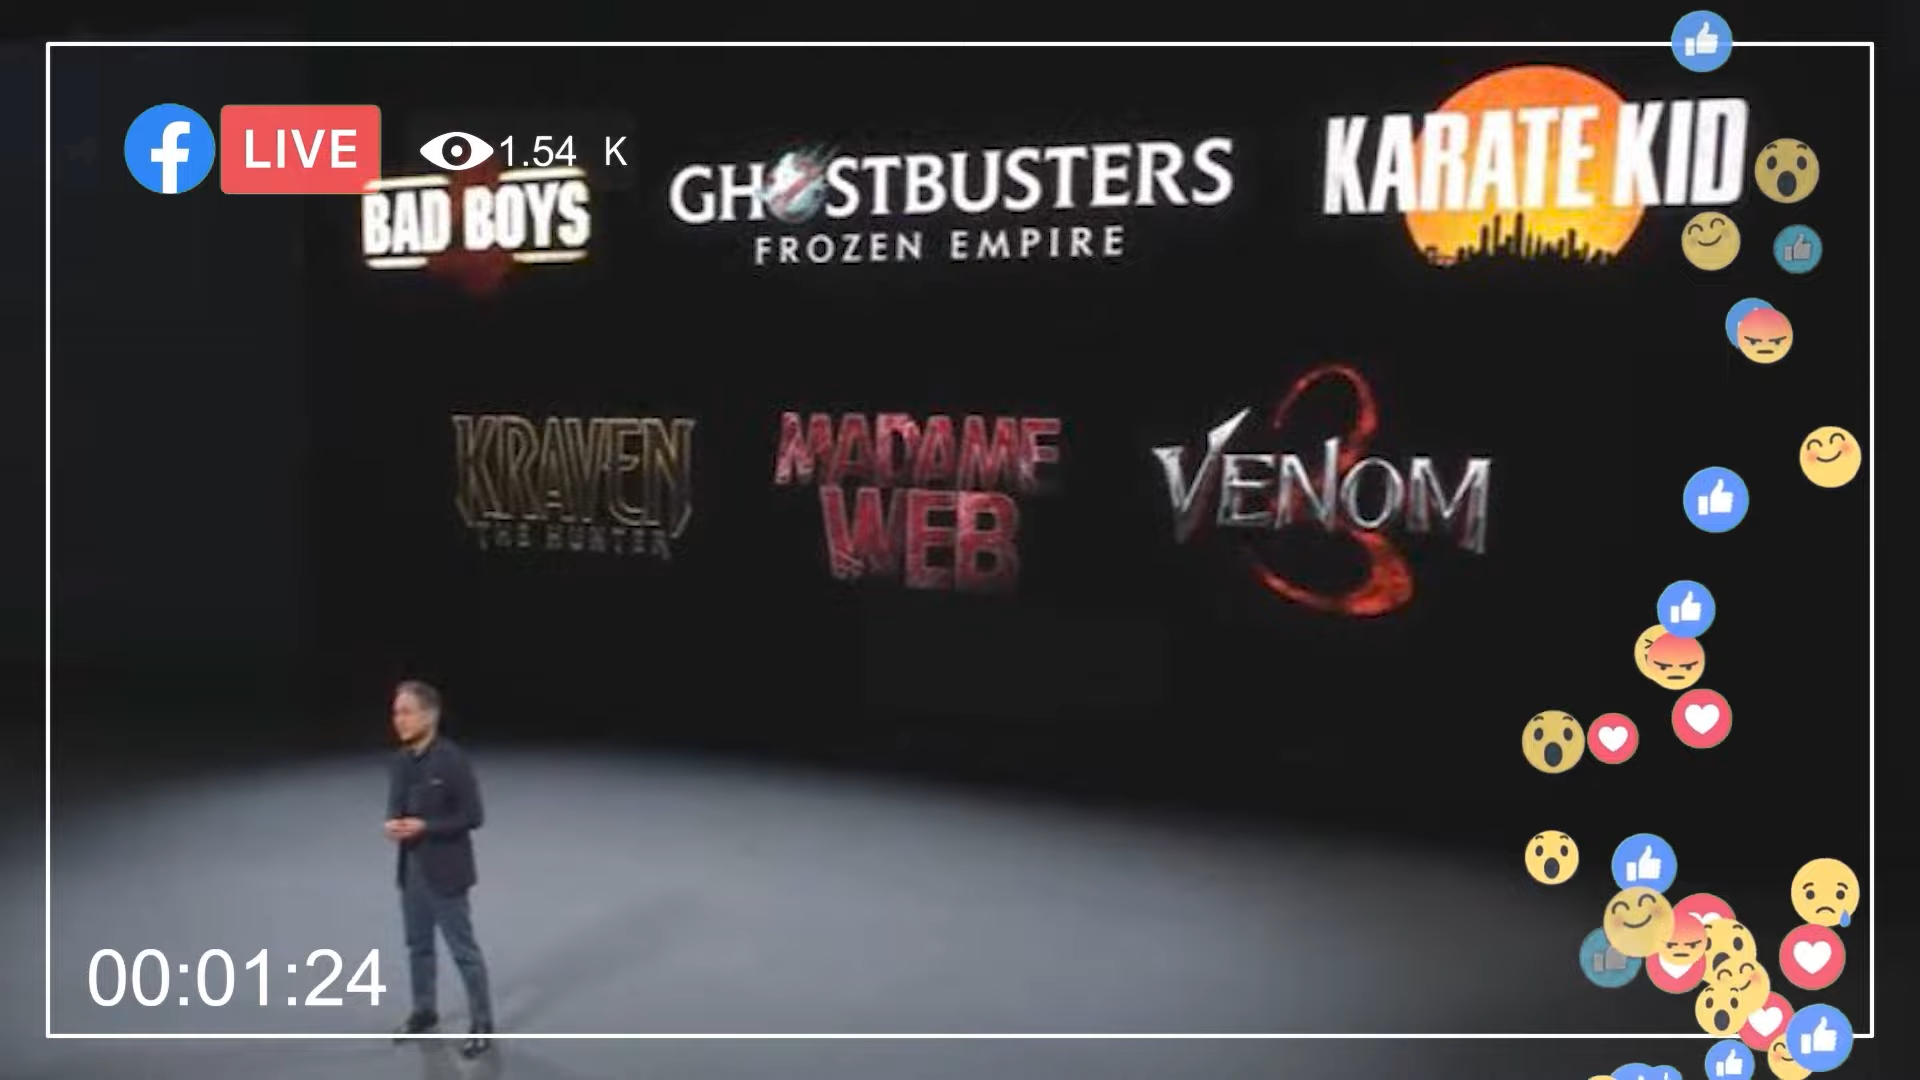 LIVE
1.54 K
BAD BOYS
GHOSTBUSTERS
FROZEN EMPIRE
KARATE KID
KRAVEN
THE HUNTER
MADAME
WEB
VENOM
3
00:01:24